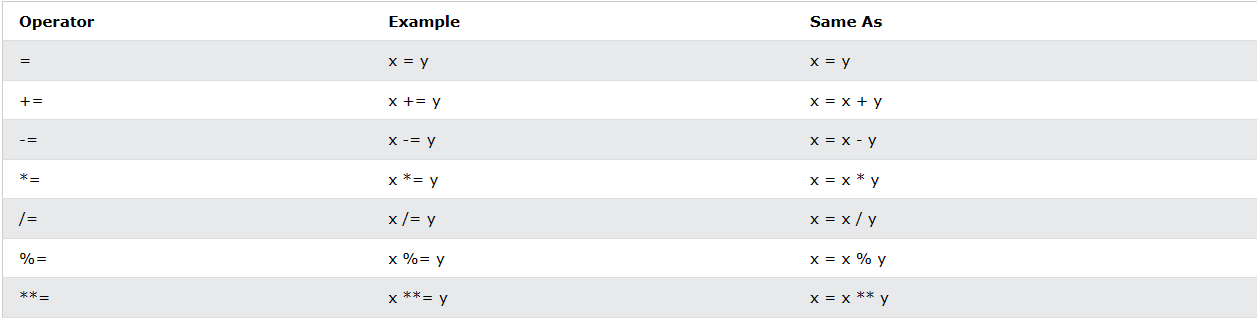 Operator Example Same As
= x = y x = y
+= x += y x = x + y
-= x -= y x = x - y
*= x *= y x = x * y
/= x /= y x = x / y
%= x %= y x = x % y
**= x **= y x = x ** y